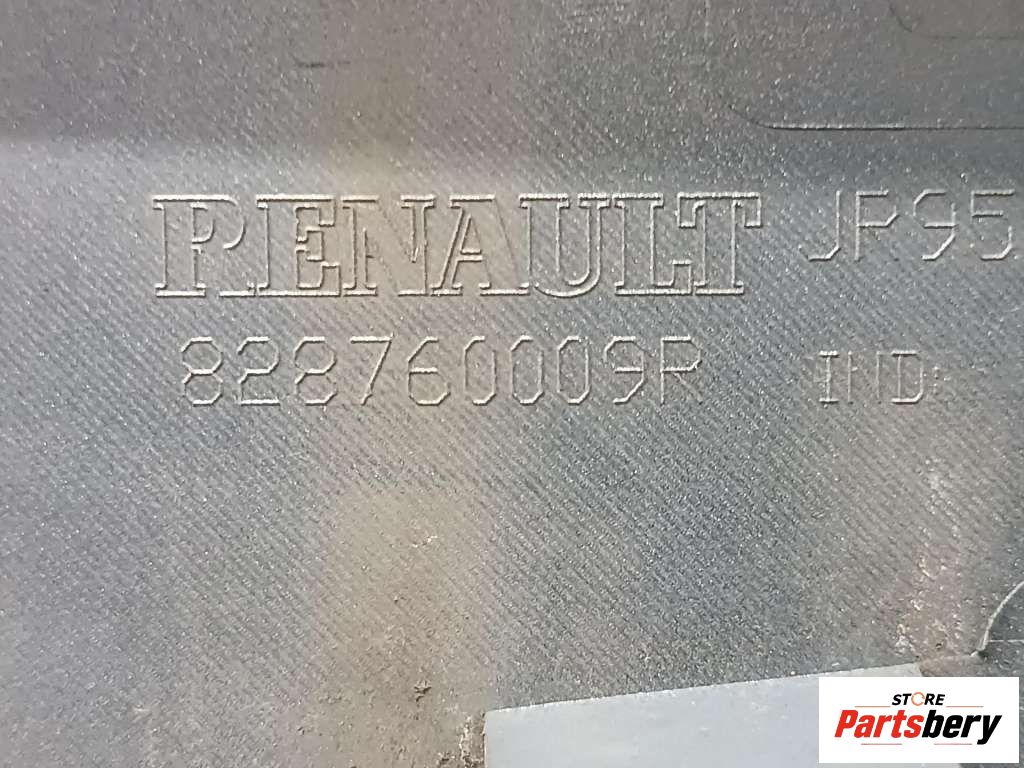 RENAULT JP95
828760009R IND:
STORE
Partsbery